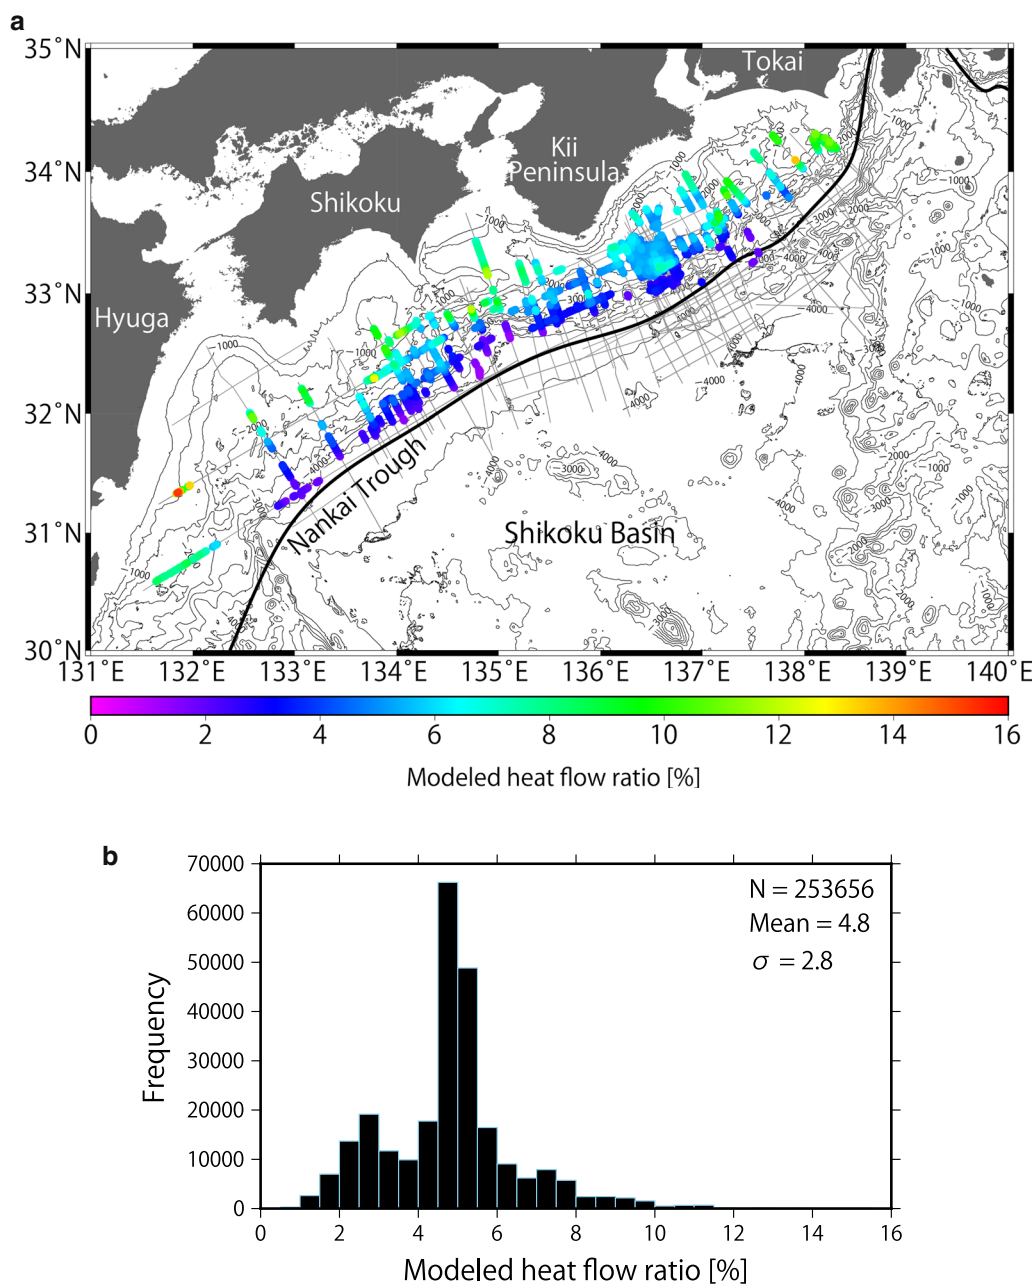 a
35°N
34°N
33°N
32°N
31°N
30°N
Tokai
Kii
Peninsula
Shikoku
Hyuga
Nankai Trough
Shikoku Basin
131°E 132°E 133°E 134°E 135°E 136°E 137°E 138°E 139°E 140°E
0 2 4 6 8 10 12 14 16
Modeled heat flow ratio [%]
b
70000
60000
50000
40000
30000
20000
10000
0
Frequency
N = 253656
Mean = 4.8
σ = 2.8
0 2 4 6 8 10 12 14 16
Modeled heat flow ratio [%]